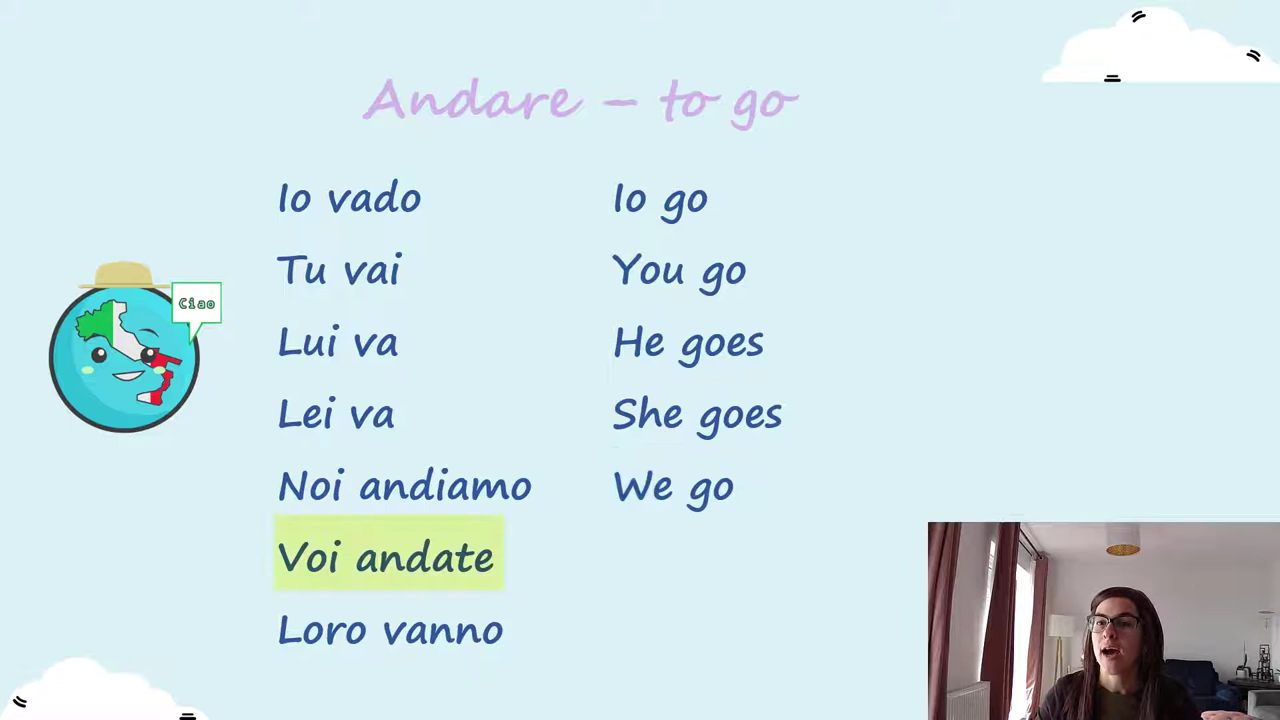 Andare – to go
Io vado
Io go
Tu vai
You go
Lui va
He goes
Lei va
She goes
Noi andiamo
We go
Voi andate
Loro vanno
Ciao